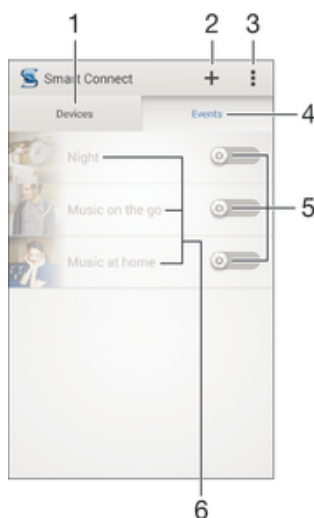 1 2 3
Smart Connect
Devices Events 4
Night
Music on the go 5
Music at home
6